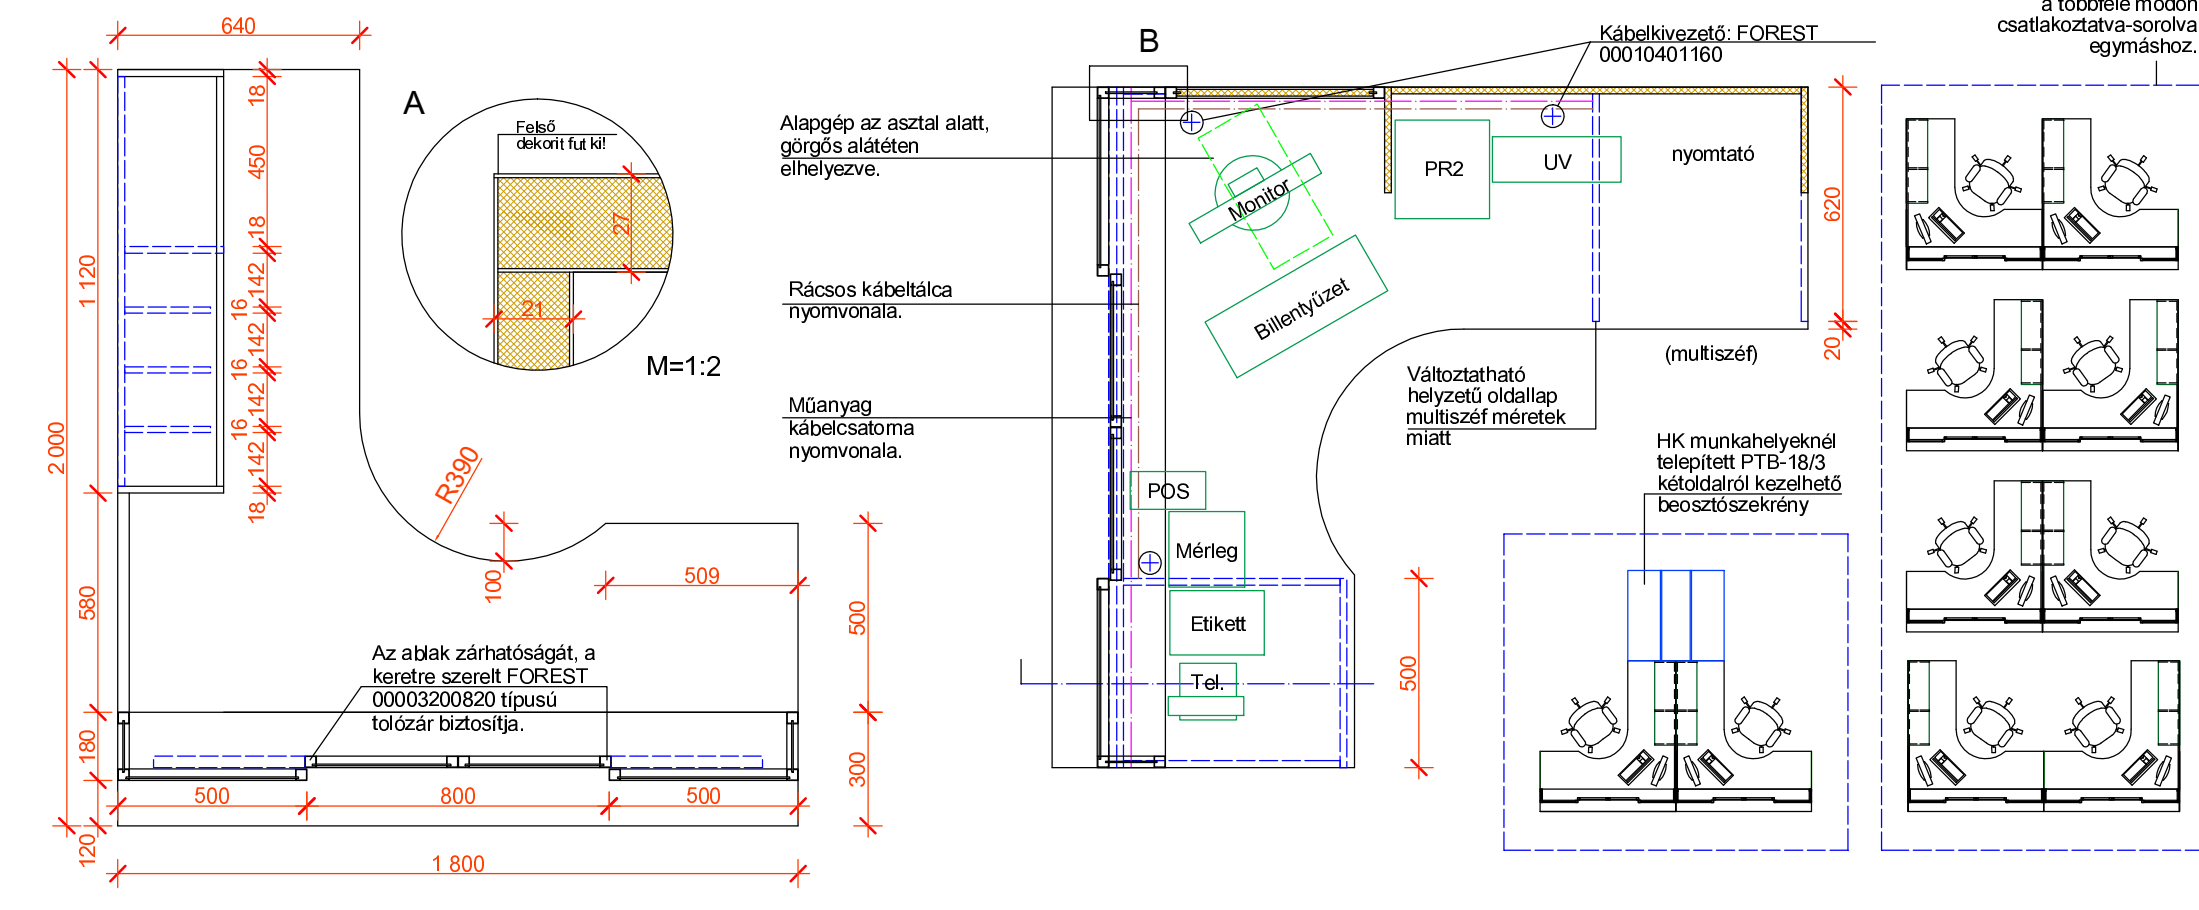 640
2 000
1 120
580
180
120
18
450
18
142
16
142
16
142
16
142
18
A
Felső
dekorit fut ki!
27
21
M=1:2
R390
100
509
500
300
Az ablak zárhatóságát, a
keretre szerelt FOREST
00003200820 típusú
tolózár biztosítja.
500
800
500
1 800
B
Kábelkivezető: FOREST
00010401160
Alapgép az asztal alatt,
görgős alátéten
elhelyezve.
Rácsos kábeltálca
nyomvonala.
Műanyag
kábelcsatorna
nyomvonala.
Monitor
Billentyűzet
PR2
UV
nyomtató
620
20
(multiszéf)
Változtatható
helyzetű oldallap
multiszéf méretek
miatt
POS
Mérleg
Etikett
Tel.
500
HK munkahelyeknél
telepített PTB-18/3
kétoldalról kezelhető
beosztószekrény
a többféle módon
csatlakoztatva-sorolva
egymáshoz.